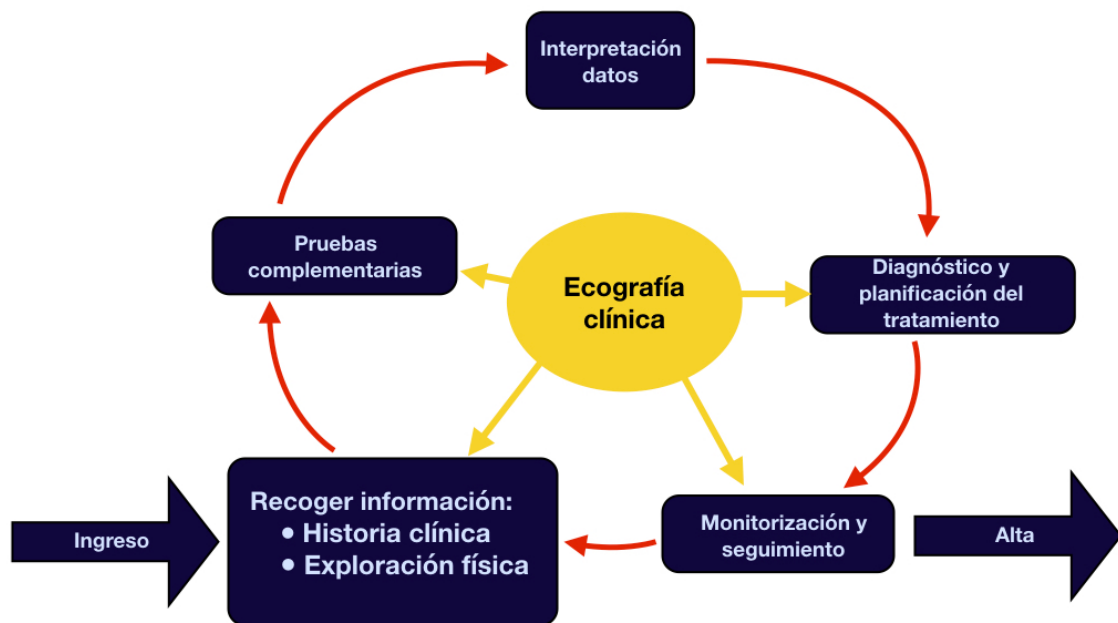 Interpretación
datos
Pruebas
complementarias
Ecografía
clínica
Diagnóstico y
planificación del
tratamiento
Recoger información:
• Historia clínica
• Exploración física
Monitorización y
seguimiento
Ingreso
Alta